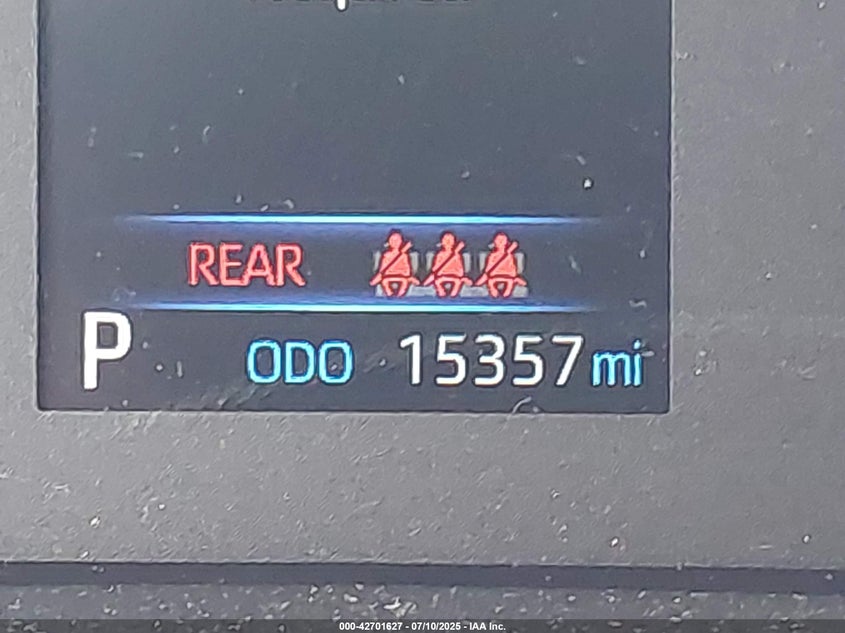 REAR
P ODO 15357 mi
000-42701627 - 07/10/2025 - IAA Inc.